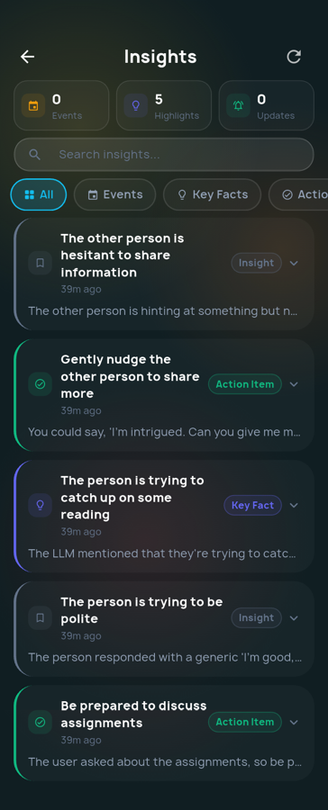 Insights
0
Events
5
Highlights
0
Updates
Search insights...
All
Events
Key Facts
Actio
The other person is
hesitant to share
information
Insight
39m ago
The other person is hinting at something but n...
Gently nudge the
other person to share
more
Action Item
39m ago
You could say, 'I'm intrigued. Can you give me m...
The person is trying to
catch up on some
reading
Key Fact
39m ago
The LLM mentioned that they're trying to catc...
The person is trying to be
polite
Insight
39m ago
The person responded with a generic 'I'm good,...
Be prepared to discuss
assignments
Action Item
39m ago
The user asked about the assignments, so be p...